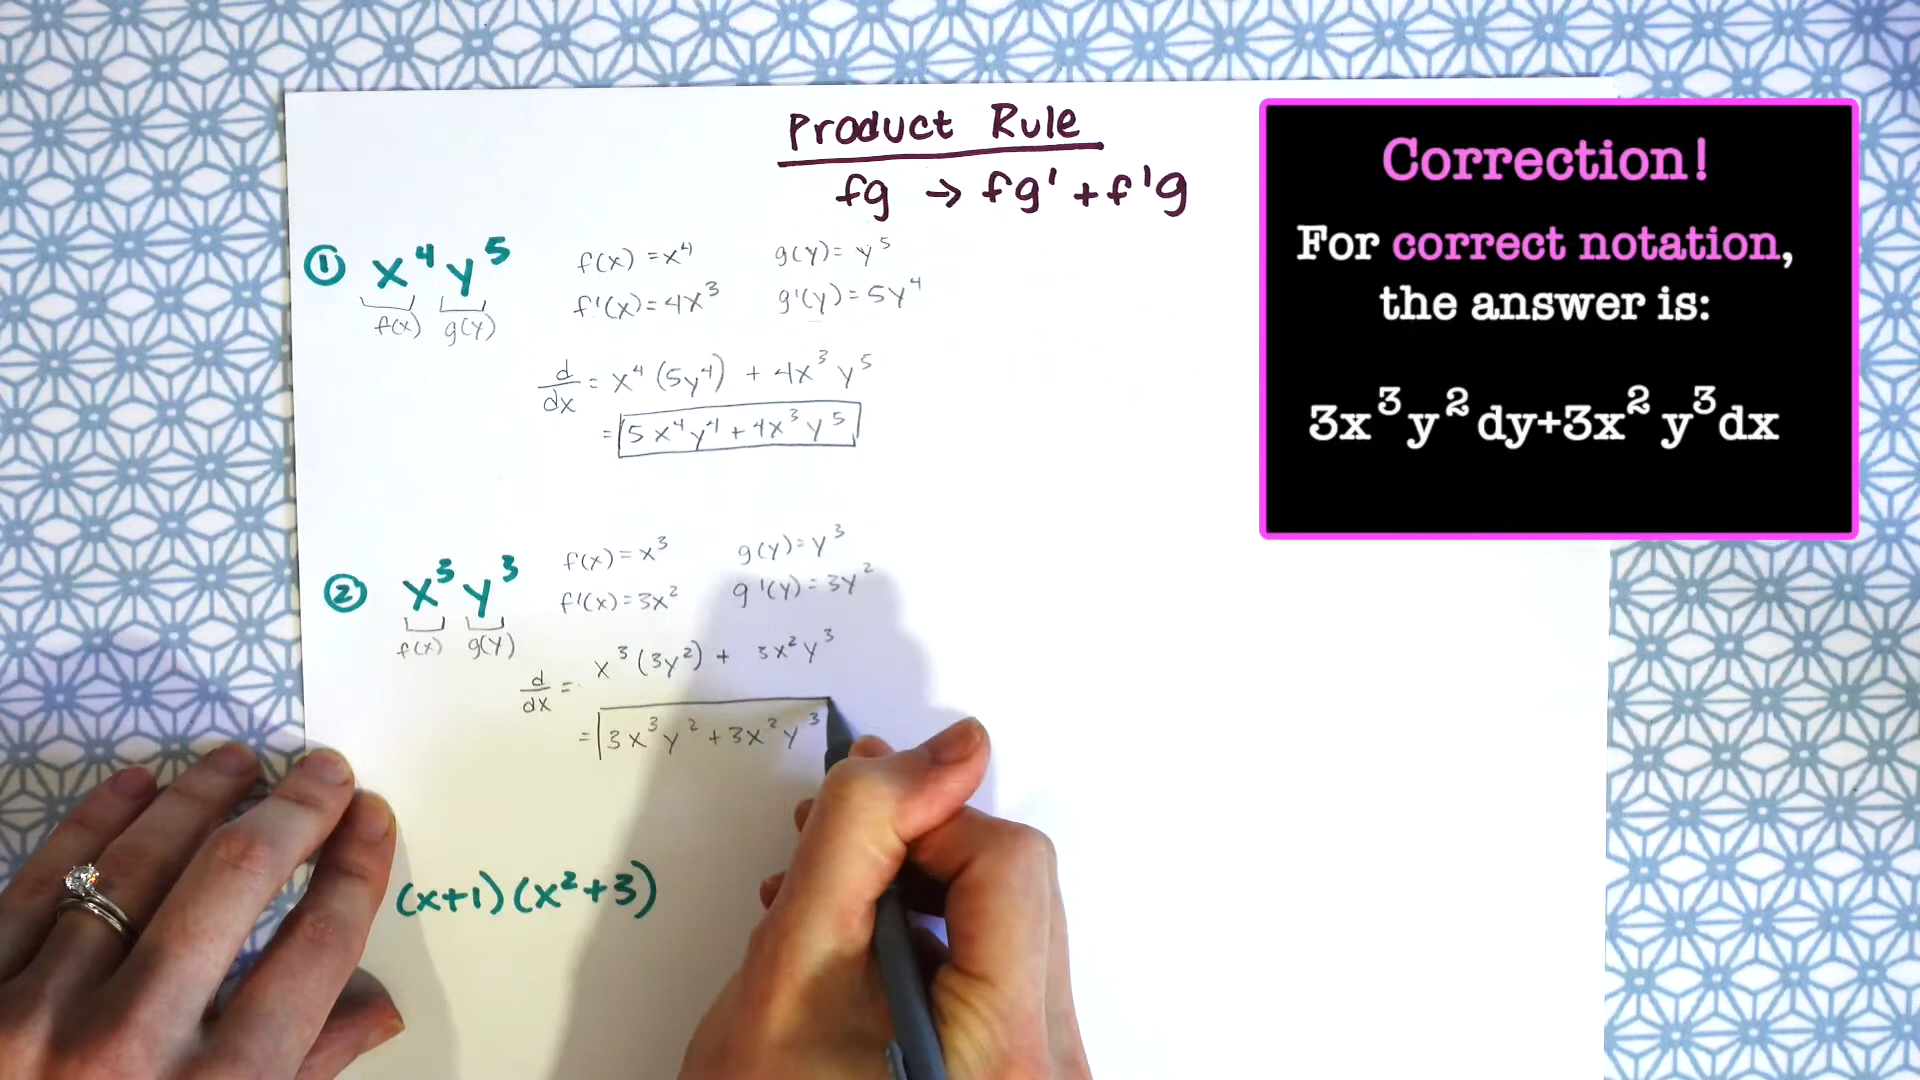 Product Rule
fg → fg' + f'g
① x⁴y⁵
f(x) g(y)
f(x) = x⁴
f'(x) = 4x³
g(y) = y⁵
g'(y) = 5y⁴
d/dx = x⁴(5y⁴) + 4x³y⁵
= 5x⁴y⁴ + 4x³y⁵
② x³y³
f(x) g(y)
f(x) = x³
f'(x) = 3x²
g(y) = y³
g'(y) = 3y²
d/dx = x³(3y²) + 3x²y³
= 3x³y² + 3x²y³
(x+1)(x²+3)
Correction!
For correct notation,
the answer is:
3x³y²dy+3x²y³dx